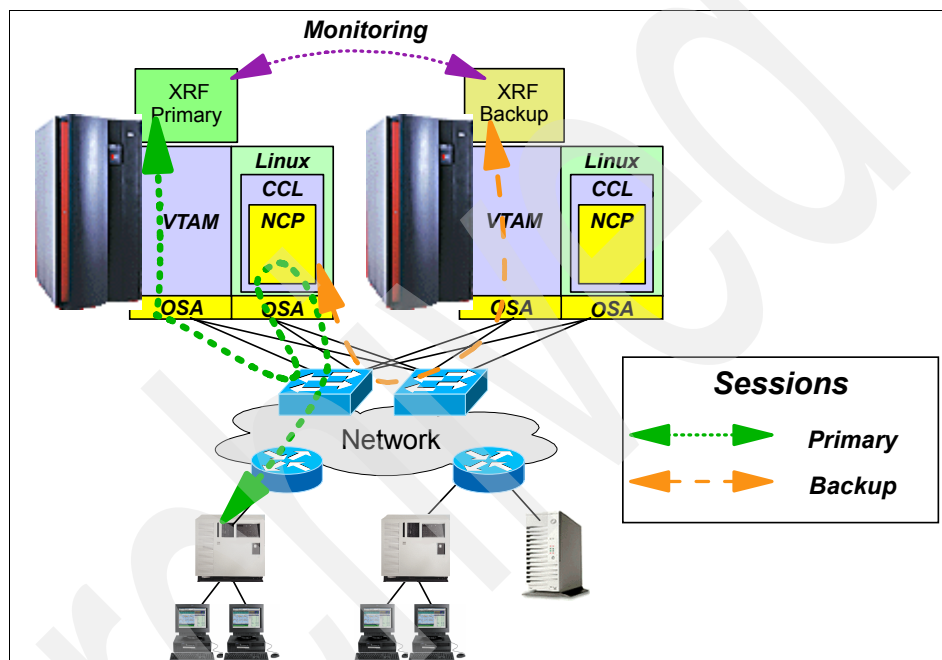 Monitoring
XRF
Primary
XRF
Backup
VTAM
Linux
CCL
NCP
OSA
OSA
VTAM
Linux
CCL
NCP
OSA
OSA
Network
Sessions
Primary
Backup